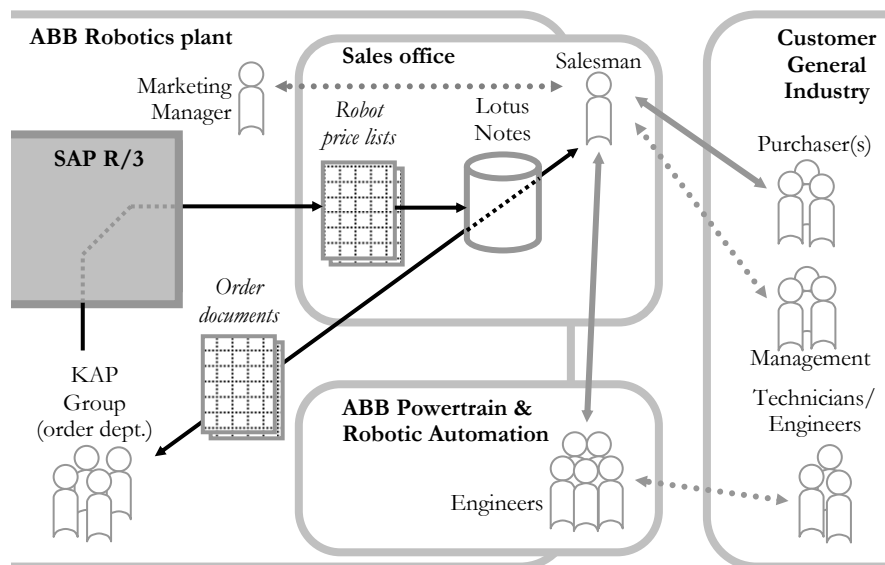 ABB Robotics plant
Sales office
Customer
General
Industry
Marketing
Manager
Salesman
Robot
price lists
Lotus
Notes
SAP R/3
Purchaser(s)
Order
documents
Management
KAP
Group
(order dept.)
ABB Powertrain &
Robotic Automation
Technicians/
Engineers
Engineers